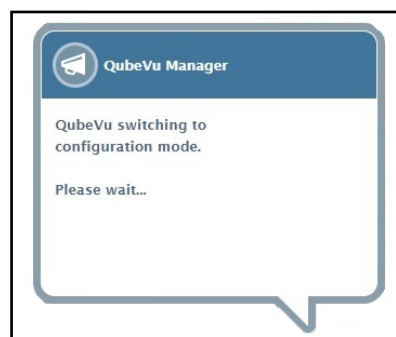 QubeVu Manager
QubeVu switching to
configuration mode.
Please wait...